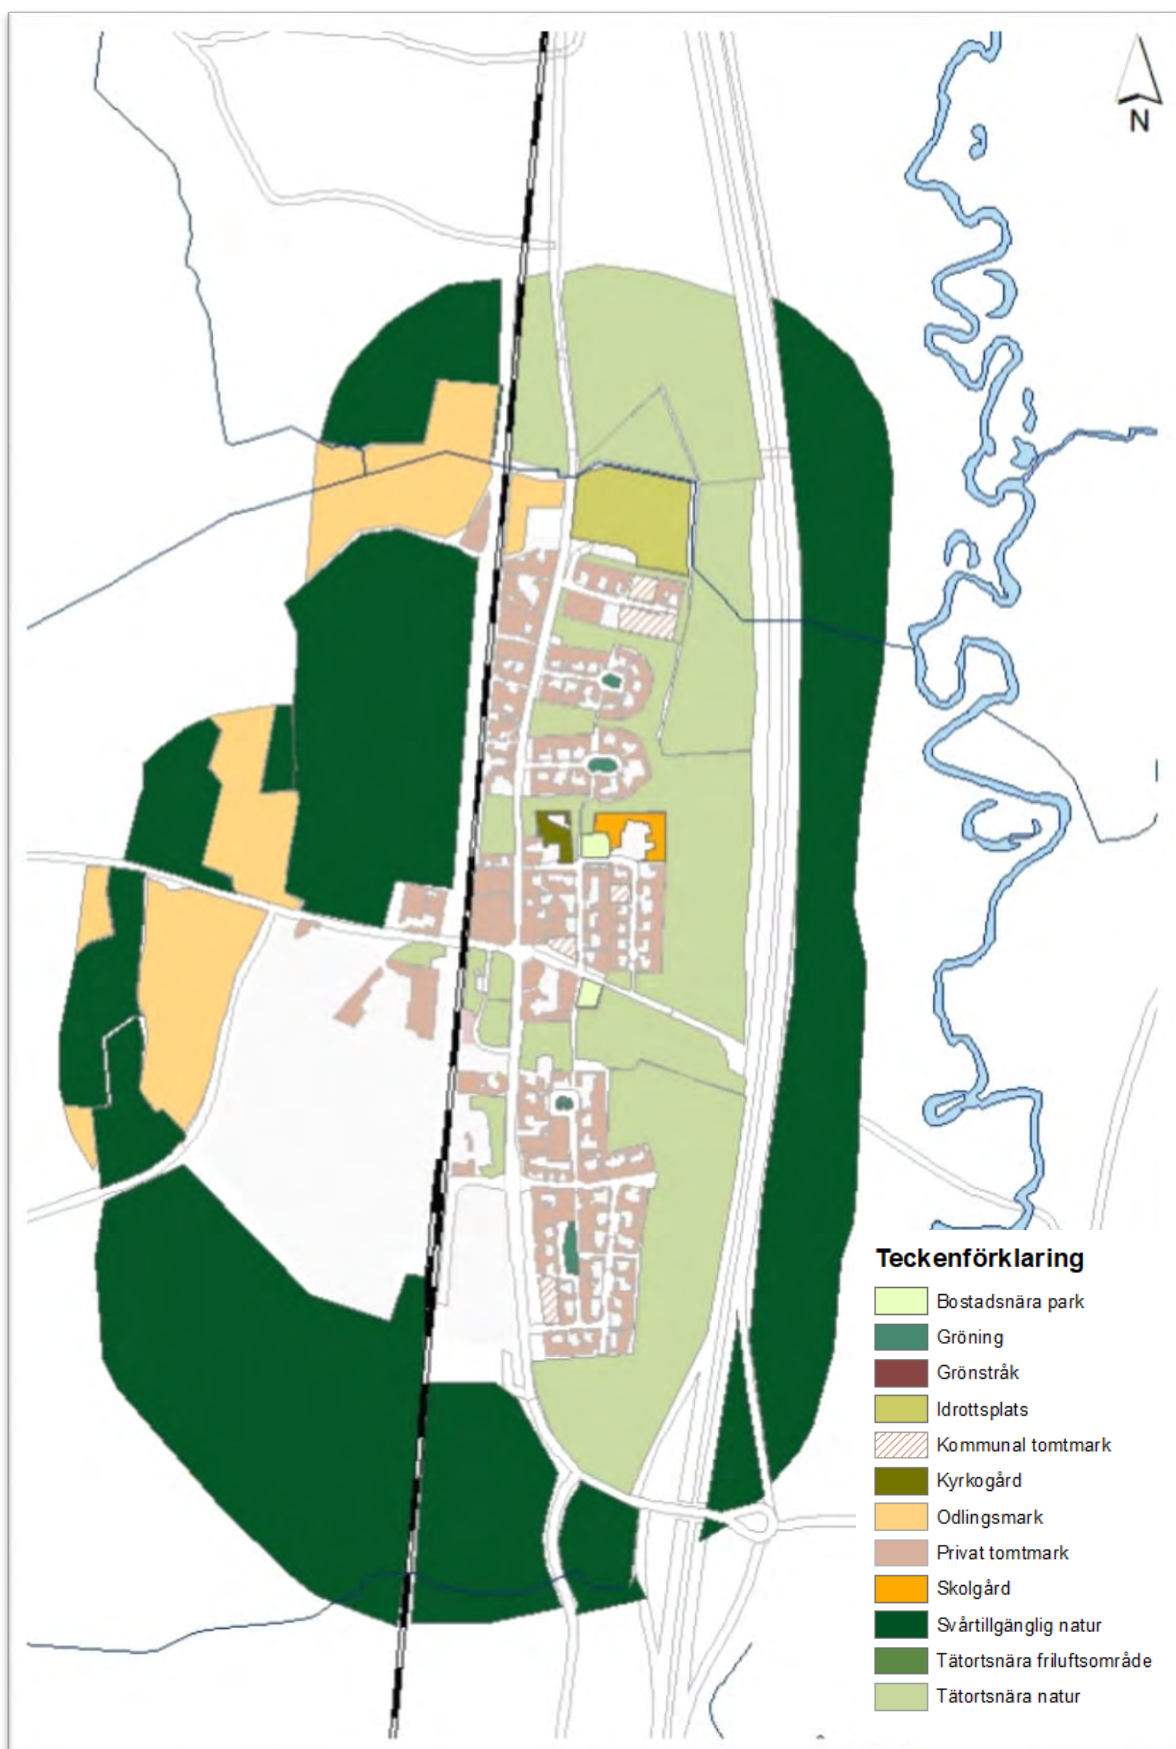 N
Teckenförklaring
Bostadsnära park
Gröning
Grönstråk
Idrottsplats
Kommunal tomtmark
Kyrkogård
Odlingsmark
Privat tomtmark
Skolgård
Svårtillgänglig natur
Tätortsnära friluftsområde
Tätortsnära natur